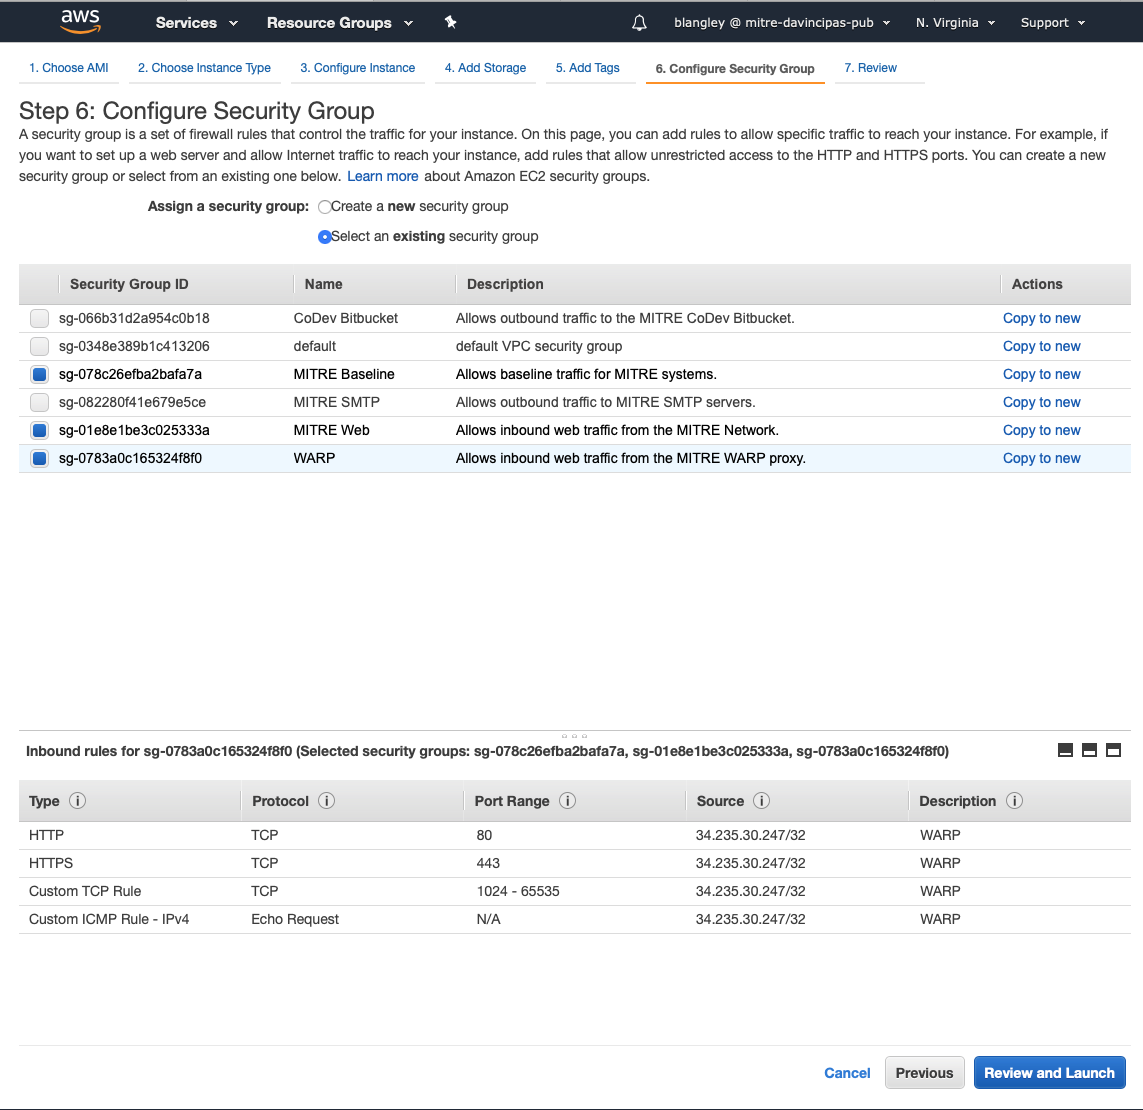 aws Services Resource Groups blangley @ mitre-davincipas-pub N. Virginia Support
1. Choose AMI 2. Choose Instance Type 3. Configure Instance 4. Add Storage 5. Add Tags 6. Configure Security Group 7. Review
Step 6: Configure Security Group
A security group is a set of firewall rules that control the traffic for your instance. On this page, you can add rules to allow specific traffic to reach your instance. For example, if
you want to set up a web server and allow Internet traffic to reach your instance, add rules that allow unrestricted access to the HTTP and HTTPS ports. You can create a new
security group or select from an existing one below. Learn more about Amazon EC2 security groups.
Assign a security group: Create a new security group
Select an existing security group
Security Group ID Name Description Actions
sg-066b31d2a954c0b18 CoDev Bitbucket Allows outbound traffic to the MITRE CoDev Bitbucket. Copy to new
sg-0348e389b1c413206 default default VPC security group Copy to new
sg-078c26efba2bafa7a MITRE Baseline Allows baseline traffic for MITRE systems. Copy to new
sg-082280f41e679e5ce MITRE SMTP Allows outbound traffic to MITRE SMTP servers. Copy to new
sg-01e8e1be3c025333a MITRE Web Allows inbound web traffic from the MITRE Network. Copy to new
sg-0783a0c165324f8f0 WARP Allows inbound web traffic from the MITRE WARP proxy. Copy to new
Inbound rules for sg-0783a0c165324f8f0 (Selected security groups: sg-078c26efba2bafa7a, sg-01e8e1be3c025333a, sg-0783a0c165324f8f0)
Type i Protocol i Port Range i Source i Description i
HTTP TCP 80 34.235.30.247/32 WARP
HTTPS TCP 443 34.235.30.247/32 WARP
Custom TCP Rule TCP 1024 - 65535 34.235.30.247/32 WARP
Custom ICMP Rule - IPv4 Echo Request N/A 34.235.30.247/32 WARP
Cancel Previous Review and Launch